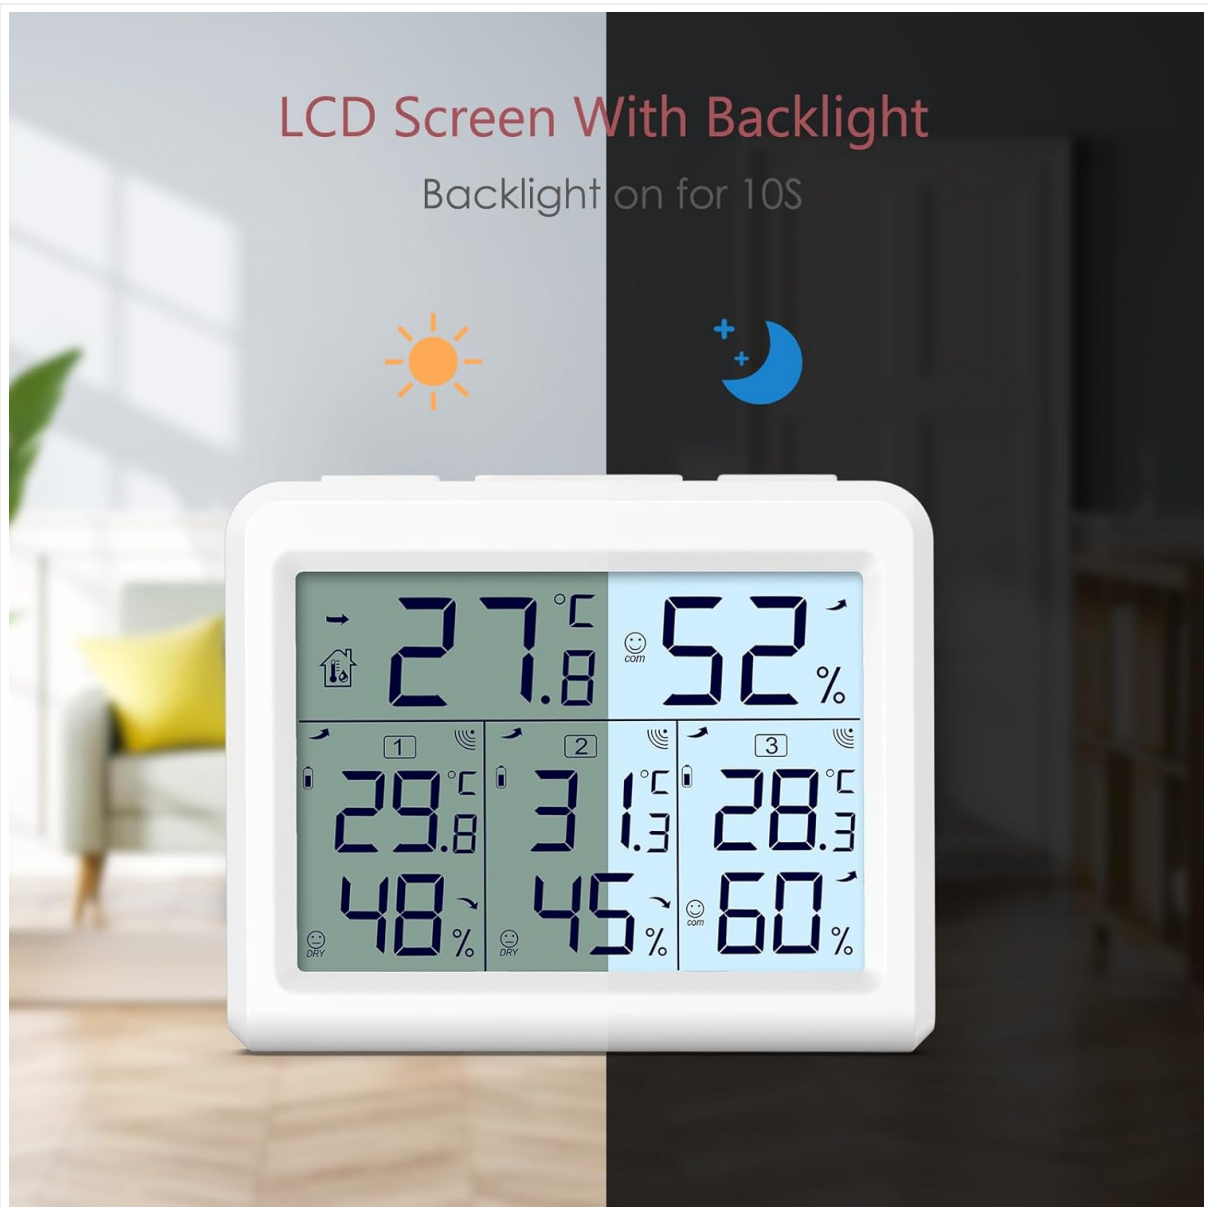 LCD Screen With Backlight
Backlight on for 10S
27.8 °C
com 52 %
1
29.8 °C
48 %
DRY
2
31.3 °C
45 %
DRY
3
28.3 °C
60 %
com